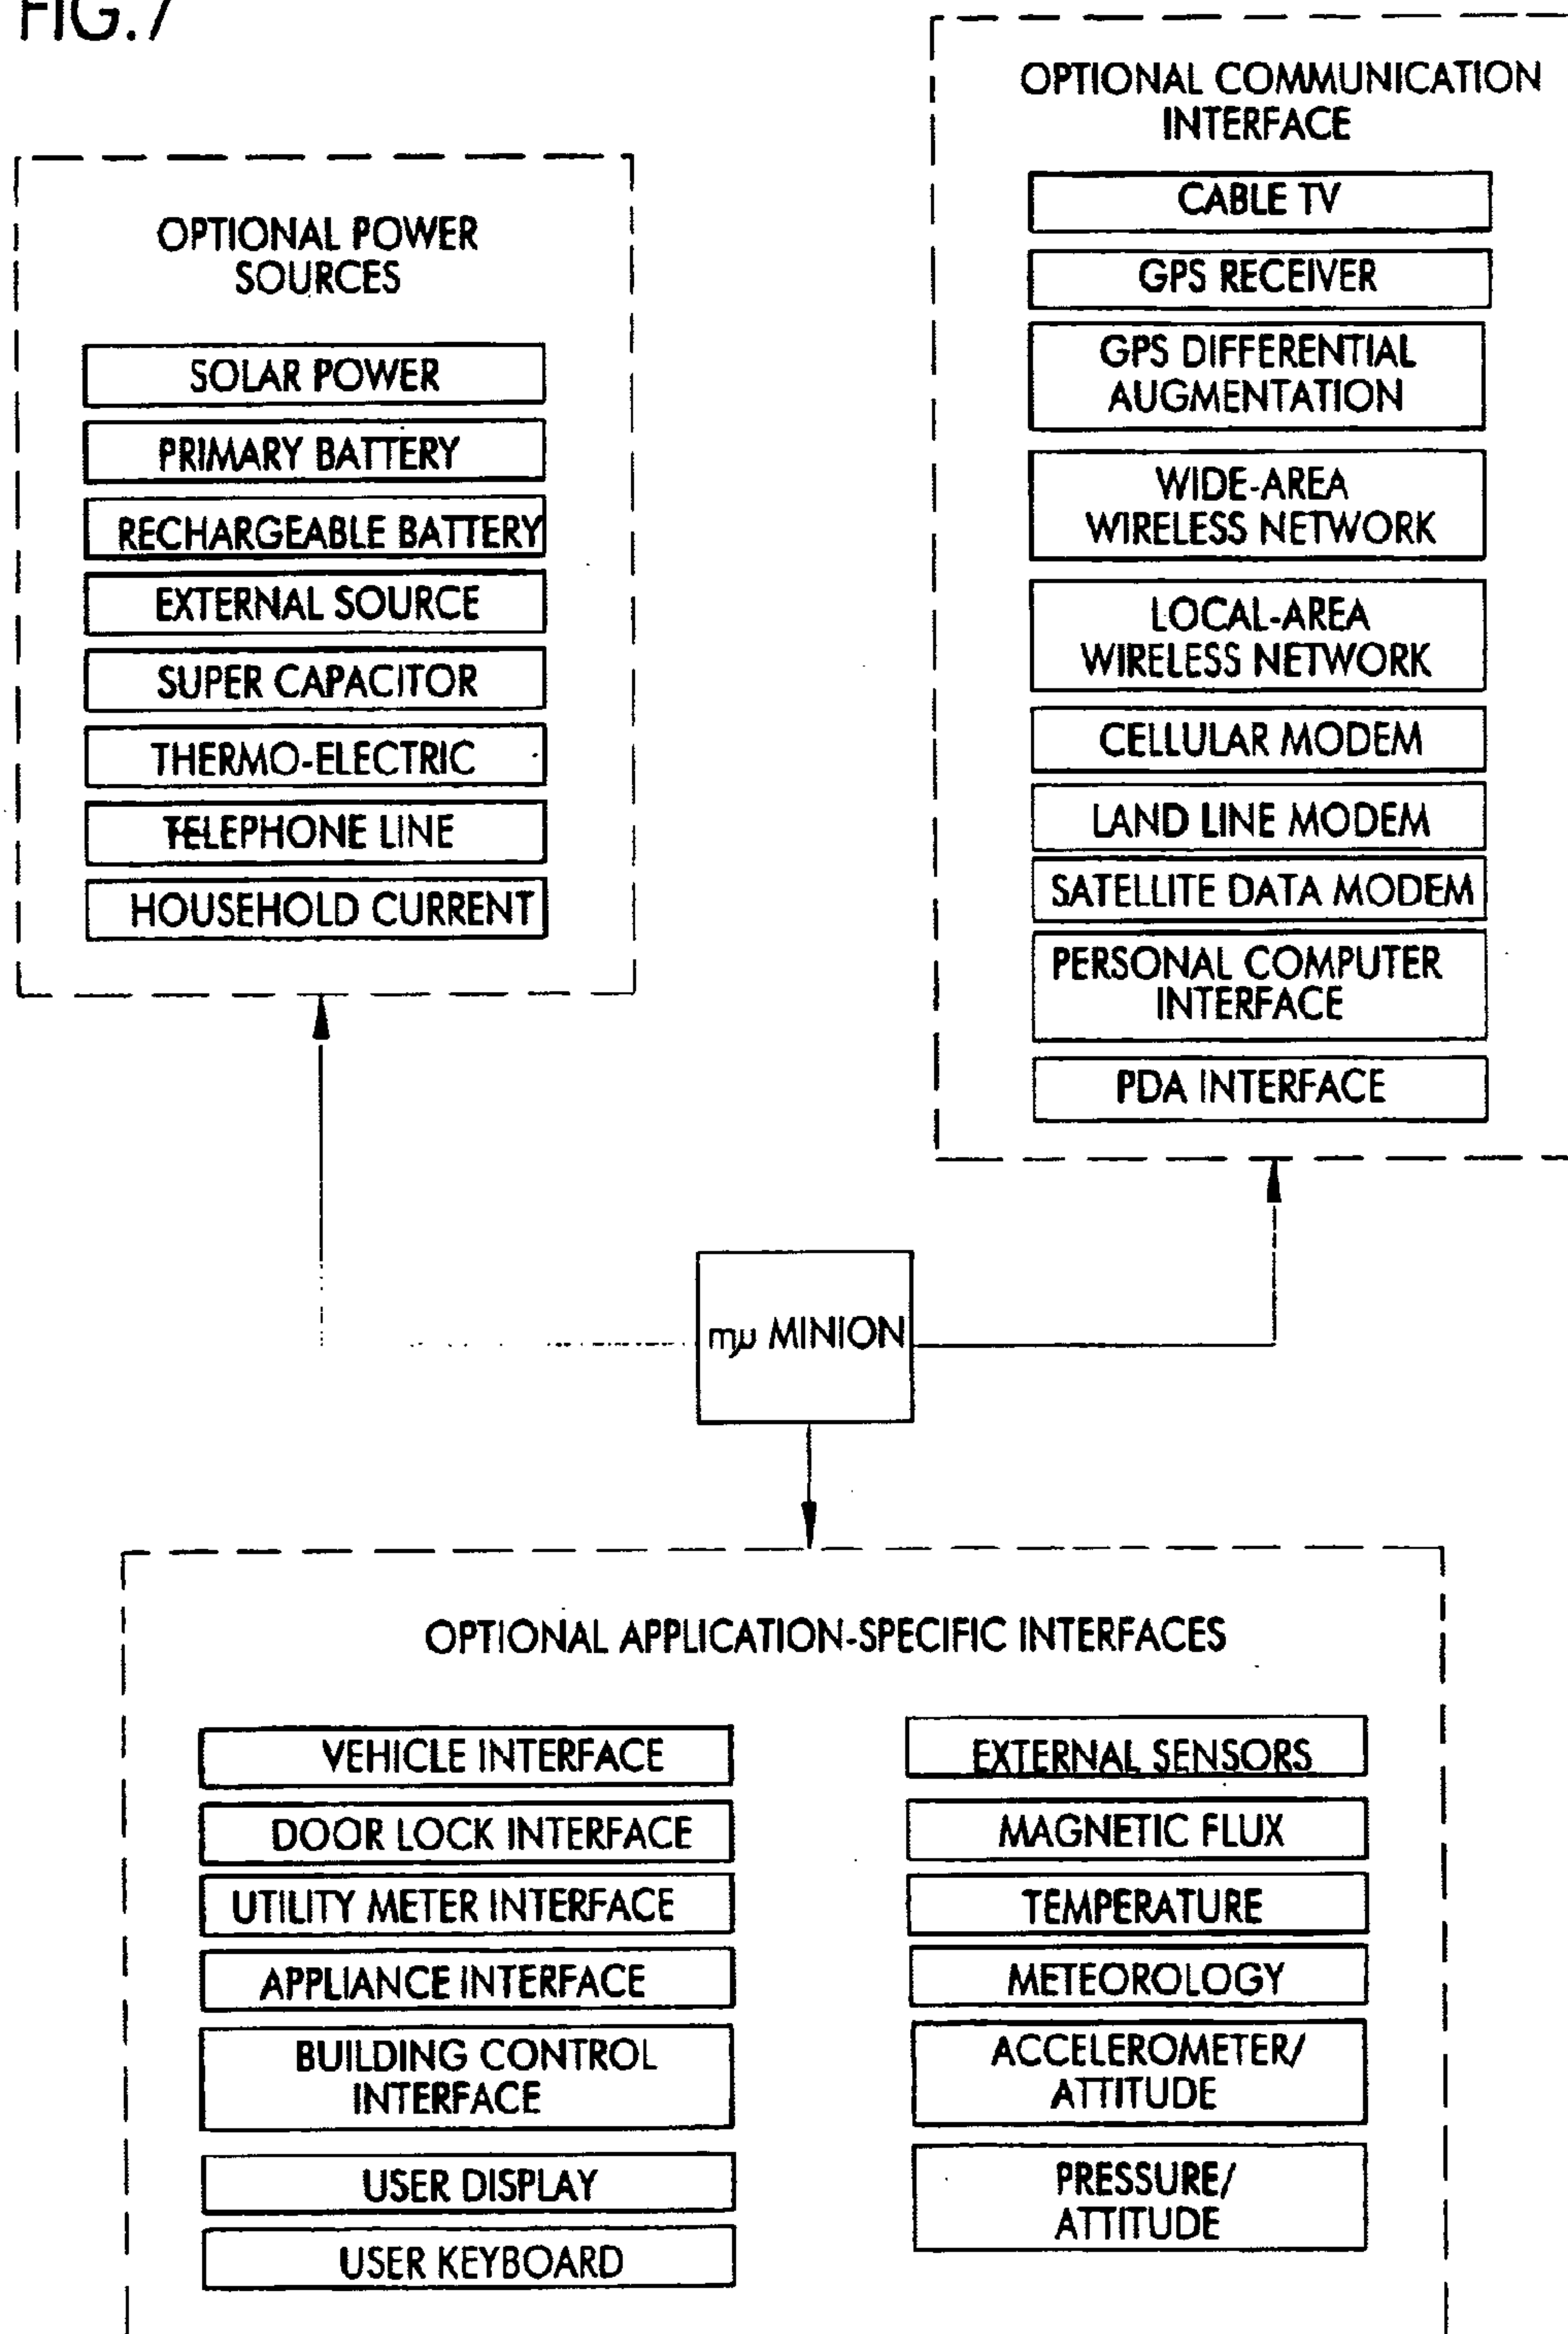 FIG.7
OPTIONAL POWER
SOURCES
SOLAR POWER
PRIMARY BATTERY
RECHARGEABLE BATTERY
EXTERNAL SOURCE
SUPER CAPACITOR
THERMO-ELECTRIC
TELEPHONE LINE
HOUSEHOLD CURRENT
OPTIONAL COMMUNICATION
INTERFACE
CABLE TV
GPS RECEIVER
GPS DIFFERENTIAL
AUGMENTATION
WIDE-AREA
WIRELESS NETWORK
LOCAL-AREA
WIRELESS NETWORK
CELLULAR MODEM
LAND LINE MODEM
SATELLITE DATA MODEM
PERSONAL COMPUTER
INTERFACE
PDA INTERFACE
mμ MINION
OPTIONAL APPLICATION-SPECIFIC INTERFACES
VEHICLE INTERFACE
DOOR LOCK INTERFACE
UTILITY METER INTERFACE
APPLIANCE INTERFACE
BUILDING CONTROL
INTERFACE
USER DISPLAY
USER KEYBOARD
EXTERNAL SENSORS
MAGNETIC FLUX
TEMPERATURE
METEOROLOGY
ACCELEROMETER/
ATTITUDE
PRESSURE/
ATTITUDE